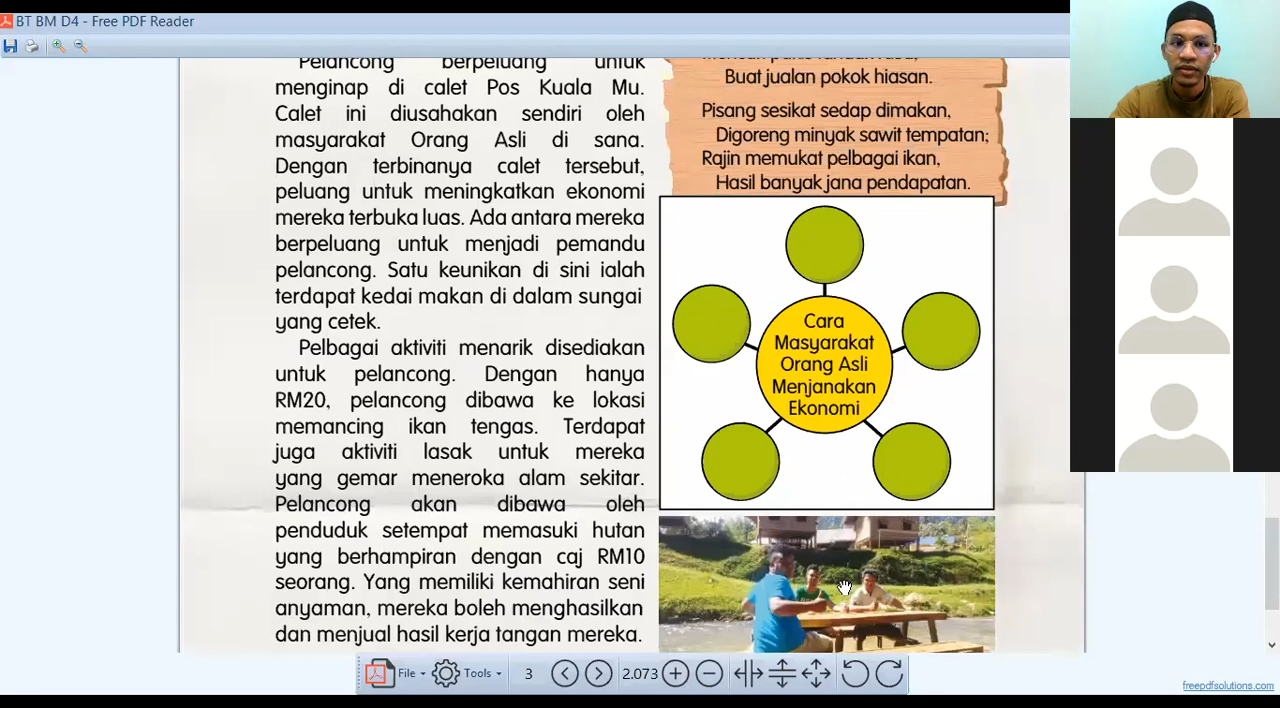 BT BM D4 - Free PDF Reader
Pelancong berpeluang untuk
menginap di calet Pos Kuala Mu.
Calet ini diusahakan sendiri oleh
masyarakat Orang Asli di sana.
Dengan terbinanya calet tersebut,
peluang untuk meningkatkan ekonomi
mereka terbuka luas. Ada antara mereka
berpeluang untuk menjadi pemandu
pelancong. Satu keunikan di sini ialah
terdapat kedai makan di dalam sungai
yang cetek.
Pelbagai aktiviti menarik disediakan
untuk pelancong. Dengan hanya
RM20, pelancong dibawa ke lokasi
memancing ikan tengas. Terdapat
juga aktiviti lasak untuk mereka
yang gemar meneroka alam sekitar.
Pelancong akan dibawa oleh
penduduk setempat memasuki hutan
yang berhampiran dengan caj RM10
seorang. Yang memiliki kemahiran seni
anyaman, mereka boleh menghasilkan
dan menjual hasil kerja tangan mereka.
Buat jualan pokok hiasan.
Pisang sesikat sedap dimakan,
Digoreng minyak sawit tempatan;
Rajin memukat pelbagai ikan,
Hasil banyak jana pendapatan.
Cara
Masyarakat
Orang Asli
Menjanakan
Ekonomi
File
Tools
3
2.073
freepdfsolutions.com